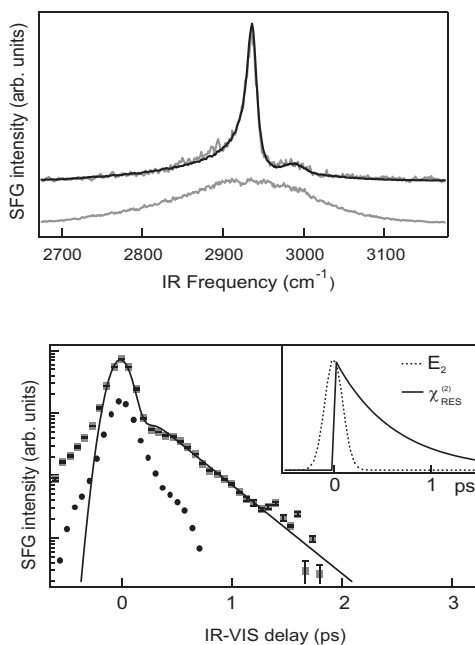 SFG intensity (arb. units)
2700 2800 2900 3000 3100
IR Frequency (cm⁻¹)
SFG intensity (arb. units)
E₂
χ_RES^(2)
0 1 ps
0 1 2 3
IR-VIS delay (ps)